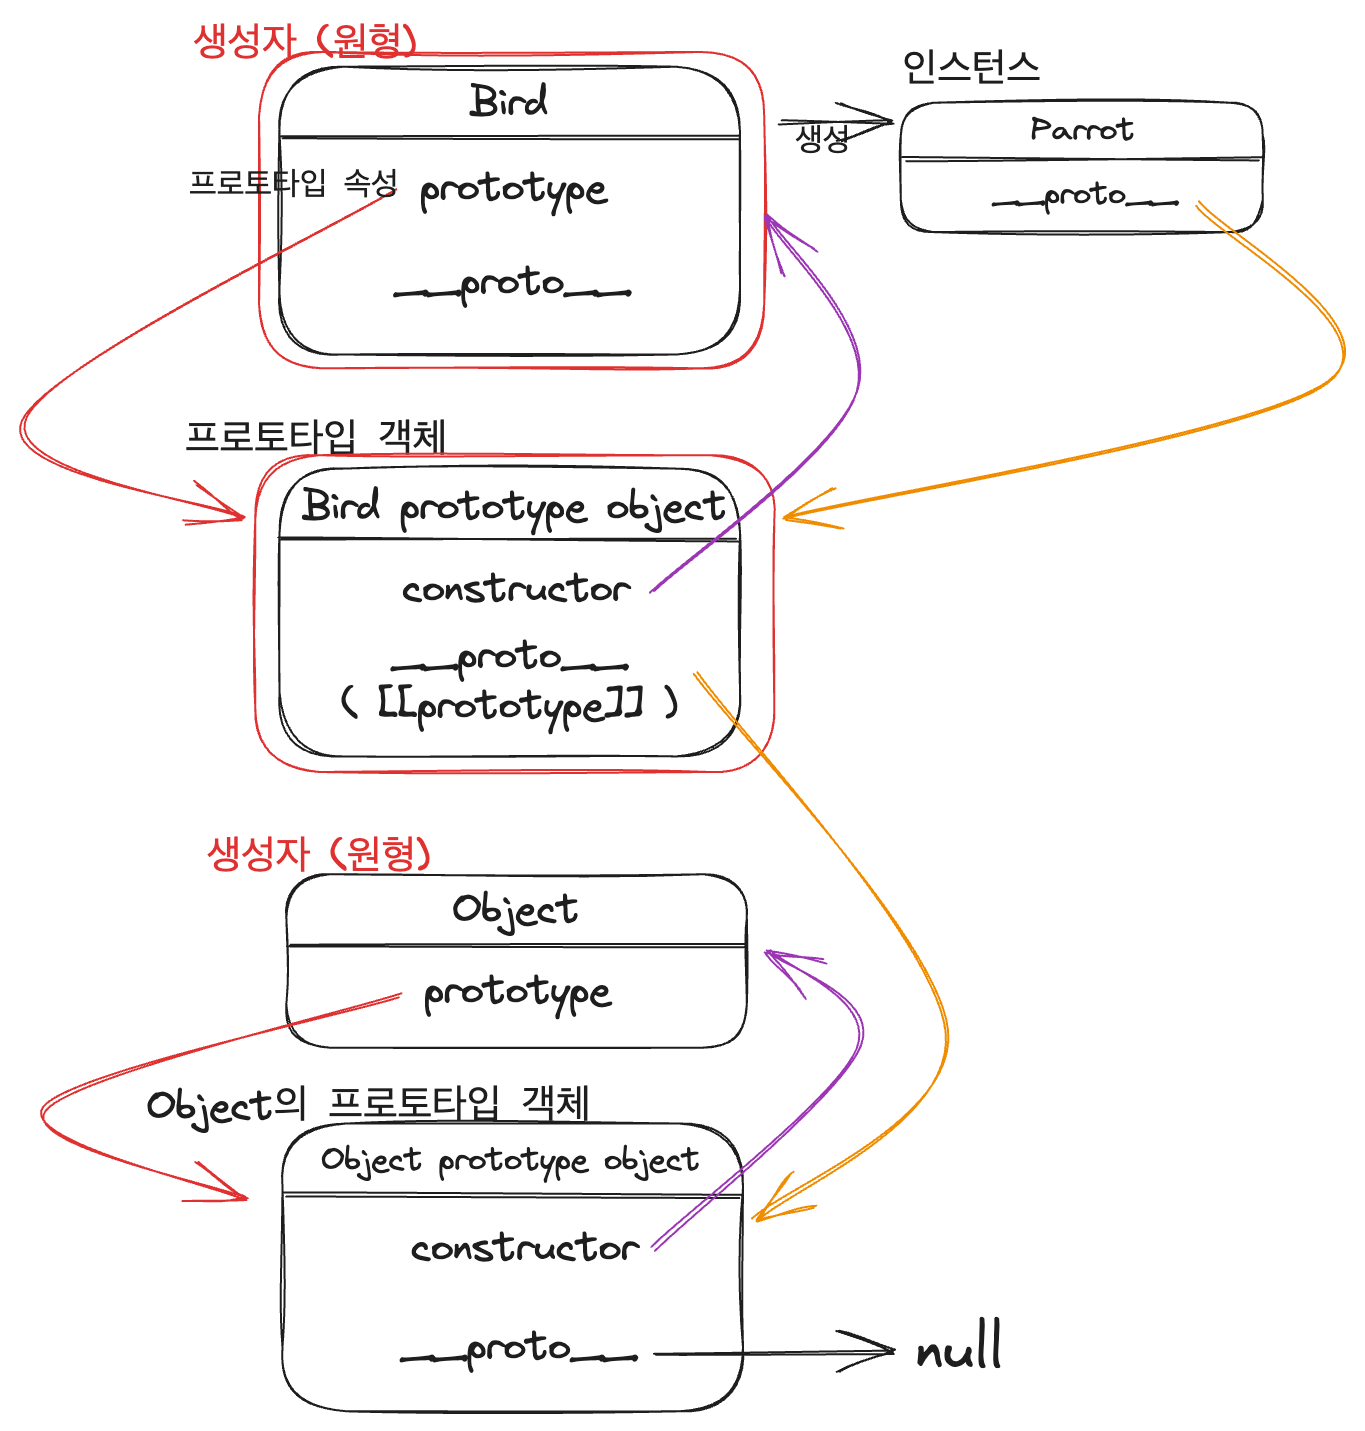 생성자 (원형)
Bird
프로토타입 속성
prototype
__proto__
생성
인스턴스
Parrot
__proto__
프로토타입 객체
Bird prototype object
constructor
__proto__
( [[prototype]] )
생성자 (원형)
Object
prototype
Object의 프로토타입 객체
Object prototype object
constructor
__proto__
null